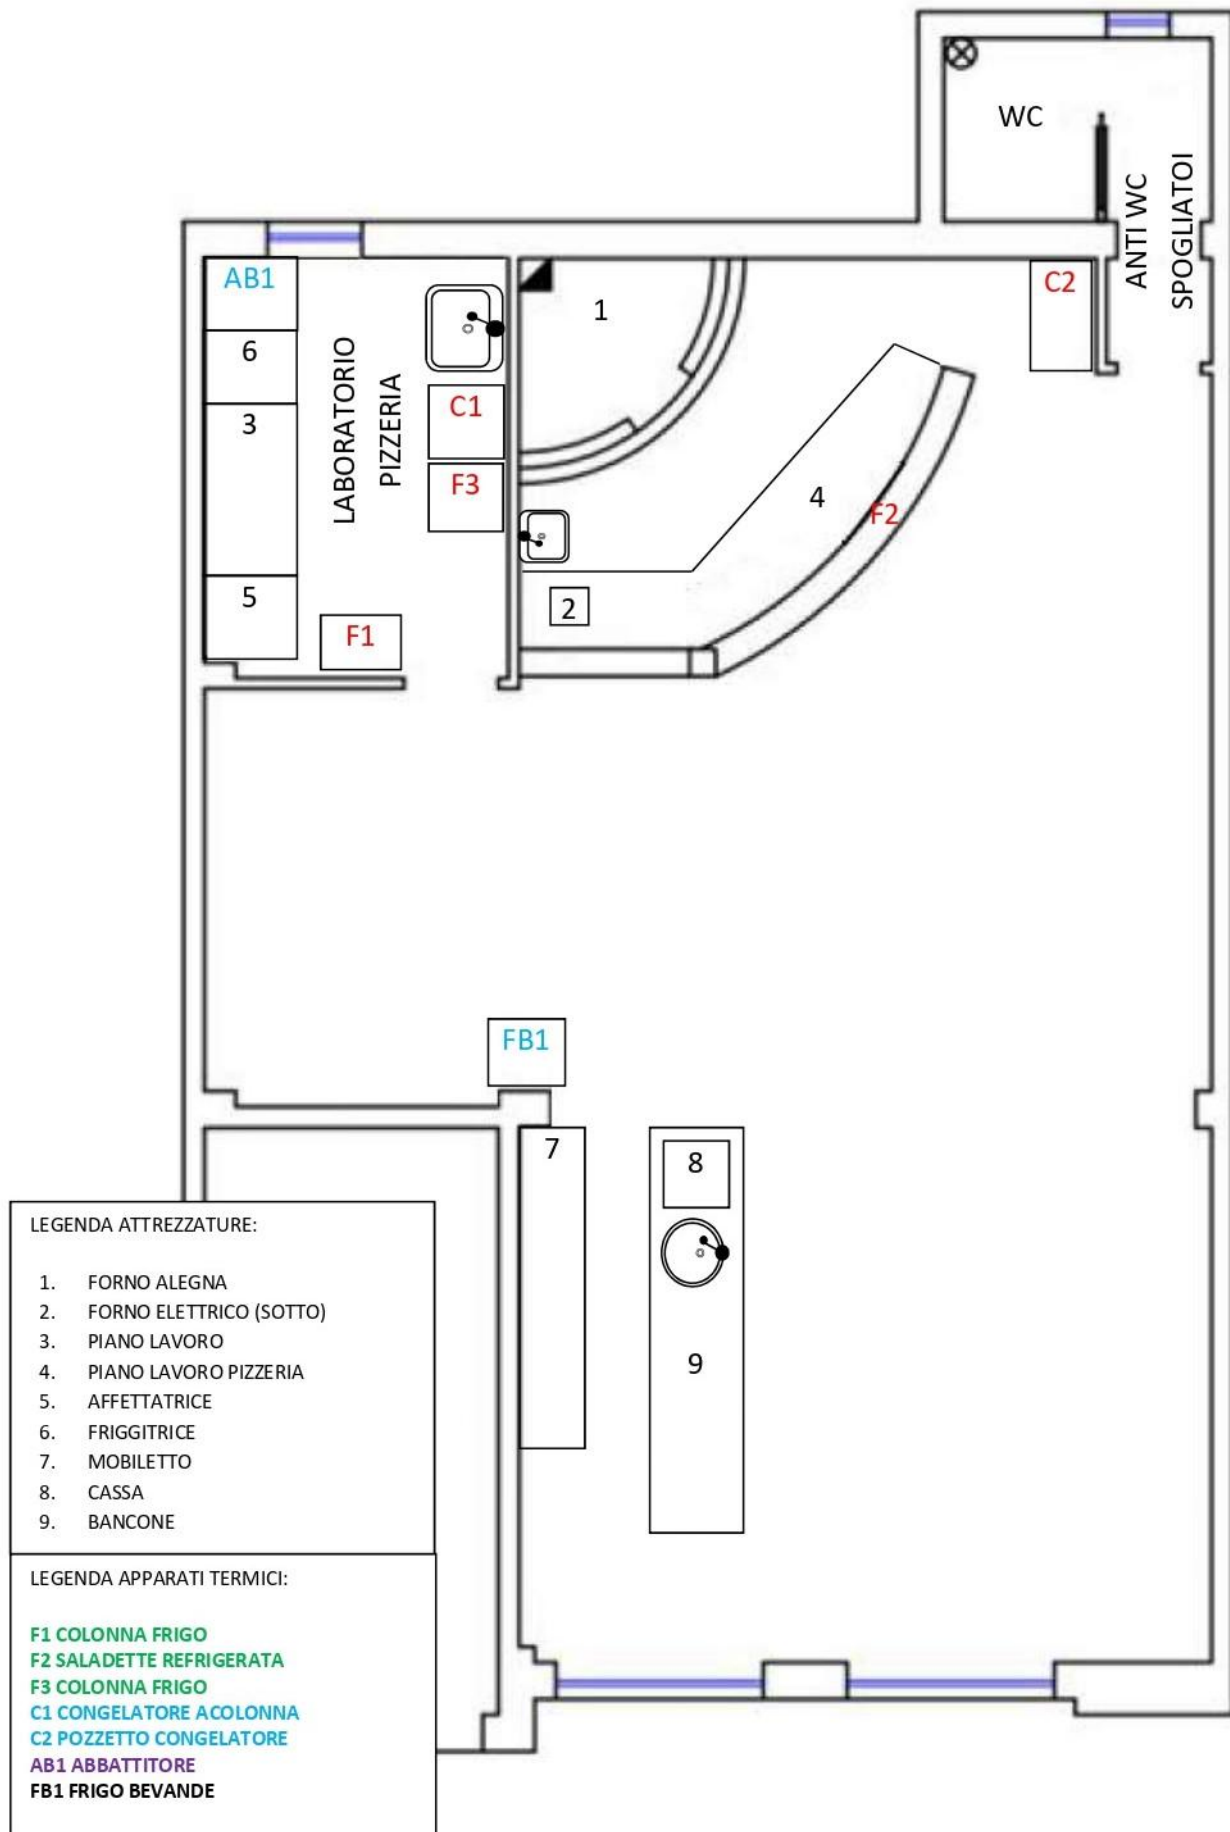 WC
ANTI WC
SPOGLIATOI
AB1
6
3
5
LABORATORIO
PIZZERIA
C1
F3
F1
1
C2
4
F2
2
FB1
7
8
9
LEGENDA ATTREZZATURE:
1. FORNO ALEGNA
2. FORNO ELETTRICO (SOTTO)
3. PIANO LAVORO
4. PIANO LAVORO PIZZERIA
5. AFFETTATRICE
6. FRIGGITRICE
7. MOBILETTO
8. CASSA
9. BANCONE
LEGENDA APPARATI TERMICI:
F1 COLONNA FRIGO
F2 SALADETTE REFRIGERATA
F3 COLONNA FRIGO
C1 CONGELATORE ACOLONNA
C2 POZZETTO CONGELATORE
AB1 ABBATTITORE
FB1 FRIGO BEVANDE